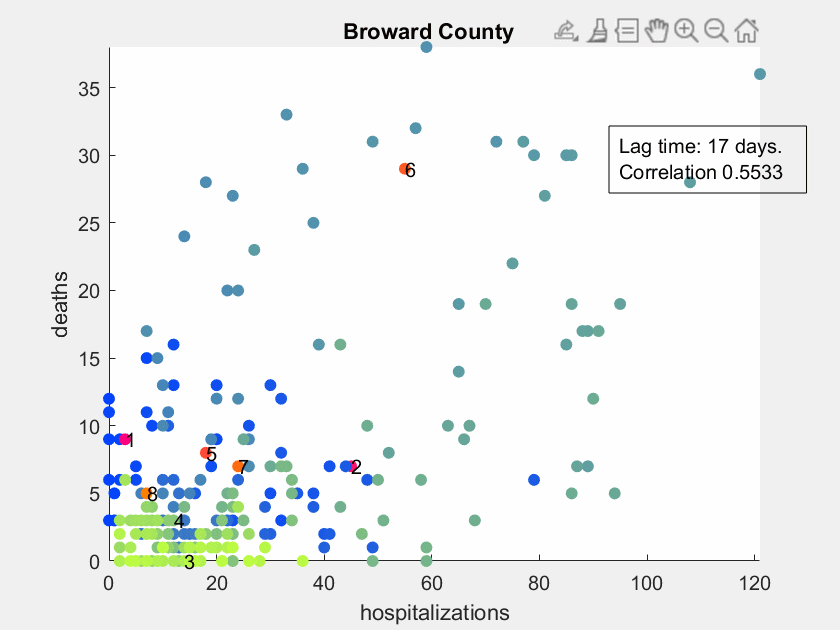 Broward County
35
30
25
20
15
10
5
0
deaths
Lag time: 17 days.
Correlation 0.5533
6
1
5
7
2
8
4
3
0 20 40 60 80 100 120
hospitalizations